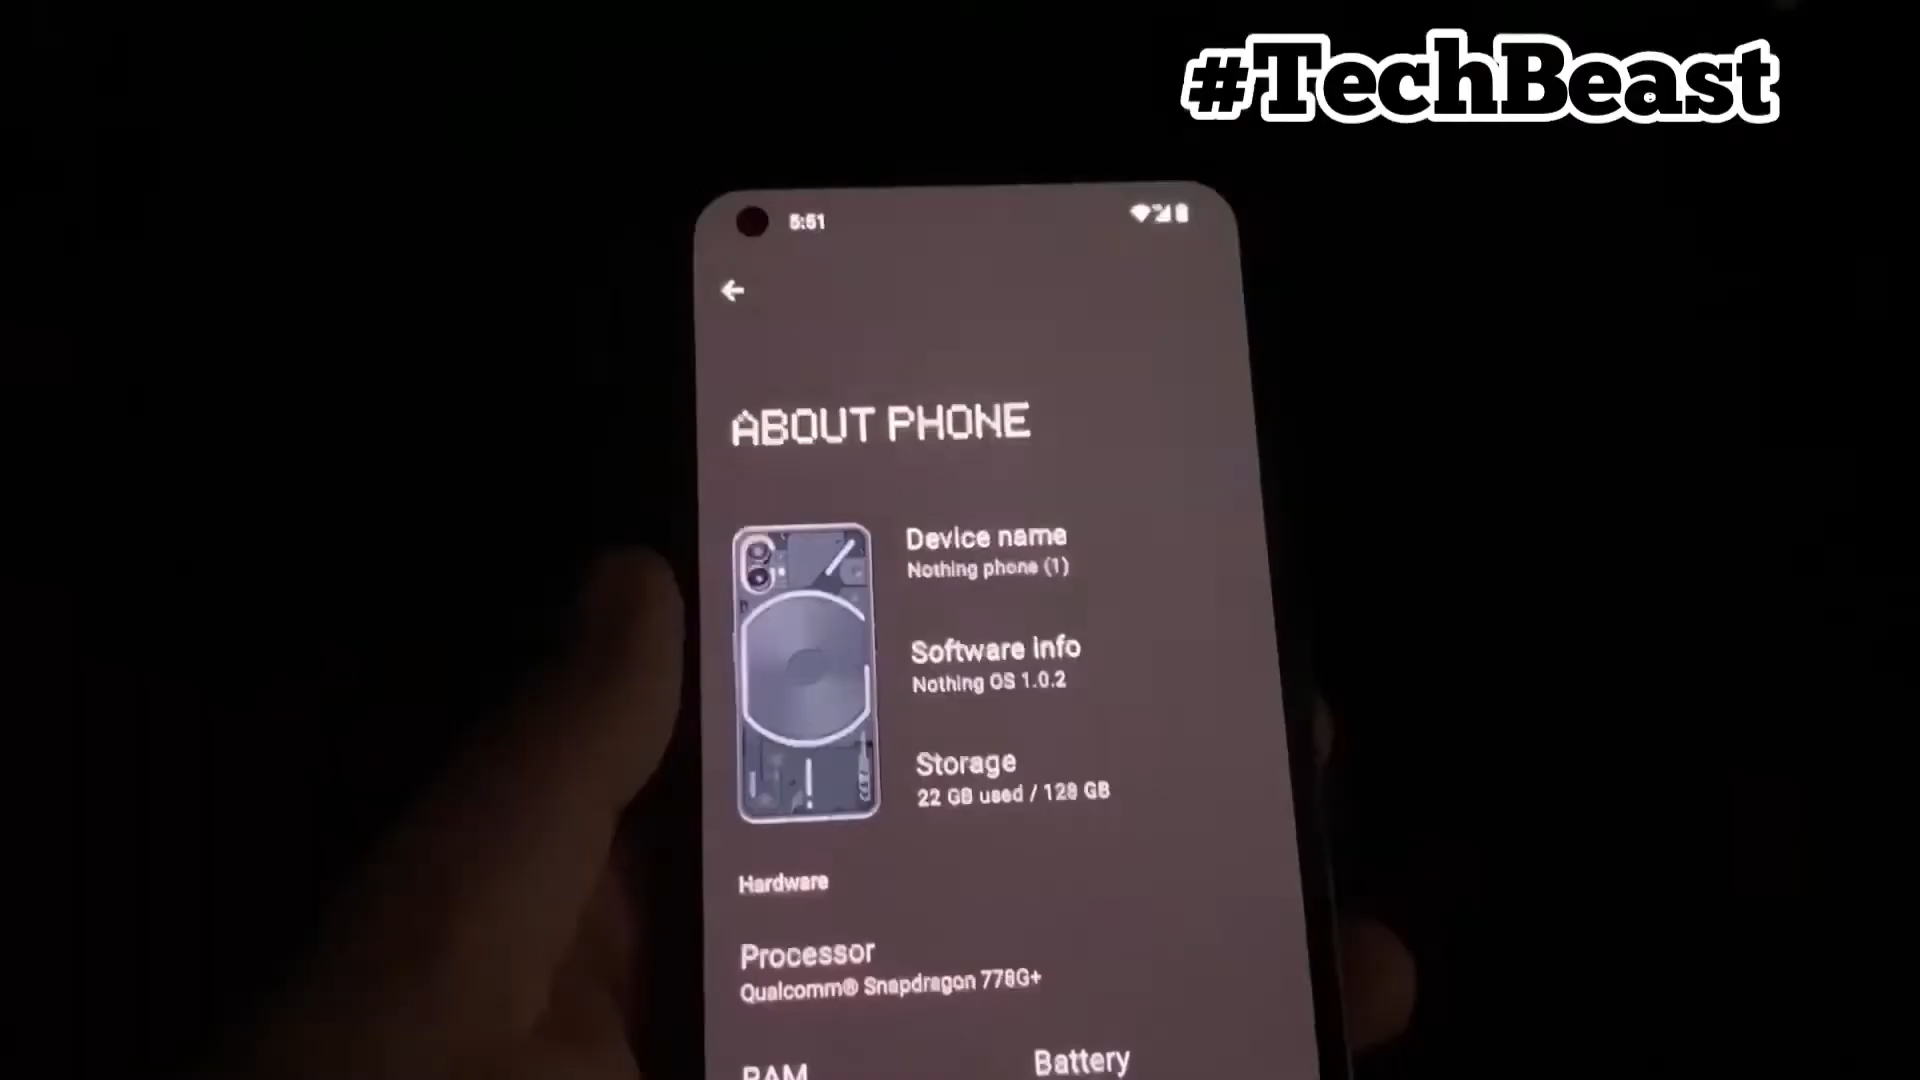 #TechBeast
5:51
ABOUT PHONE
Device name
Nothing phone (1)
Software info
Nothing OS 1.0.2
Storage
22 GB used / 128 GB
Hardware
Processor
Qualcomm® Snapdragon 778G+
RAM
Battery